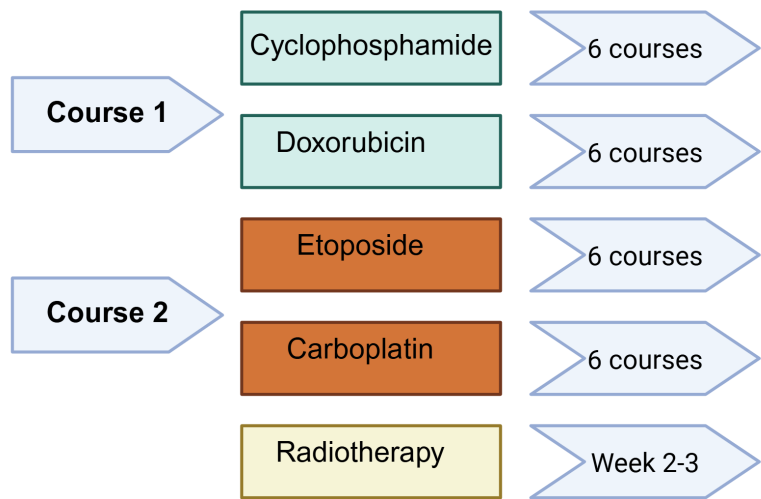 Cyclophosphamide
6 courses
Course 1
Doxorubicin
6 courses
Etoposide
6 courses
Course 2
Carboplatin
6 courses
Radiotherapy
Week 2-3